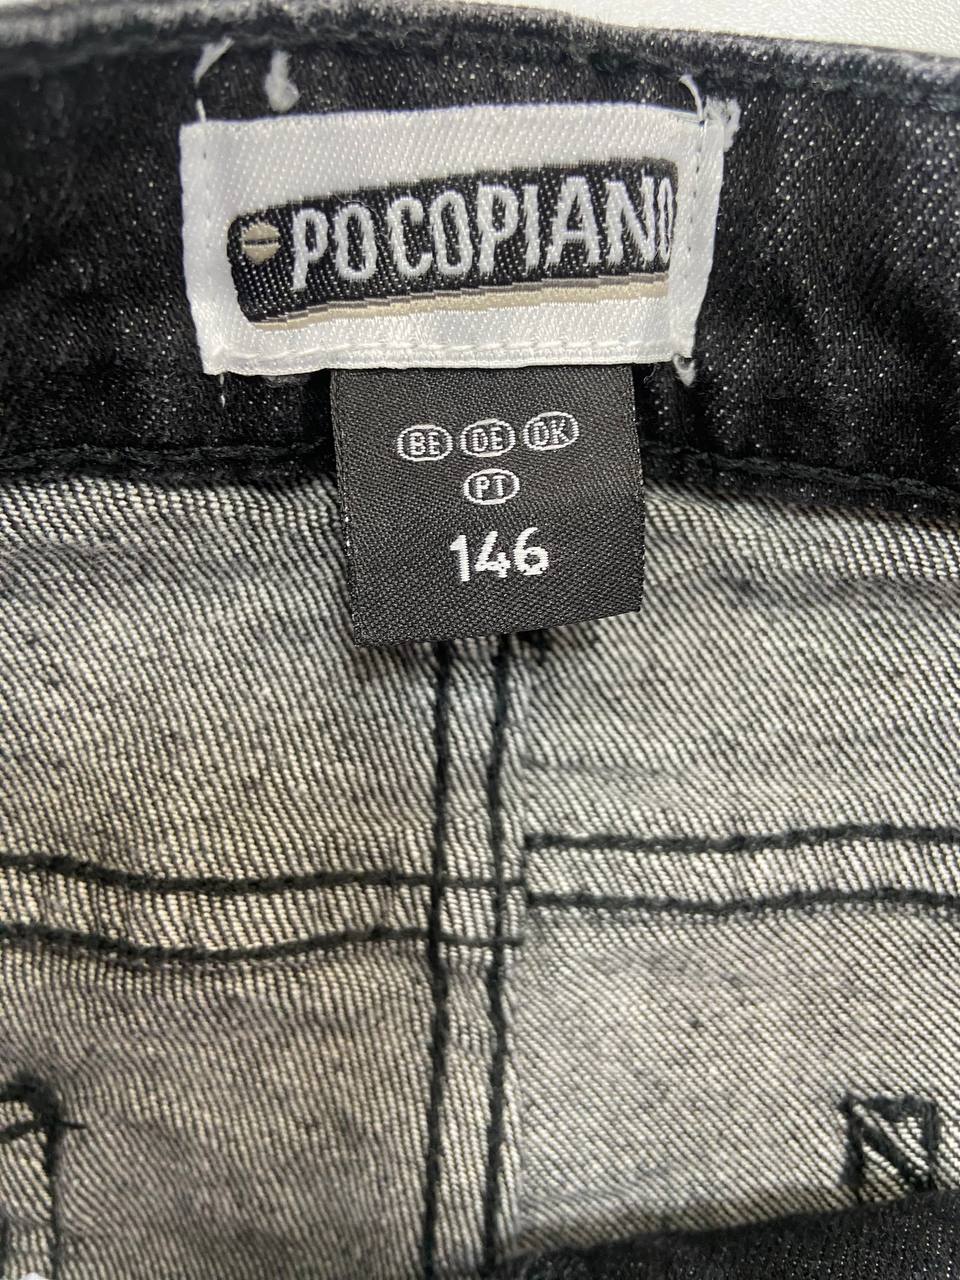 POCOPIANO
BE DE DK
PT
146